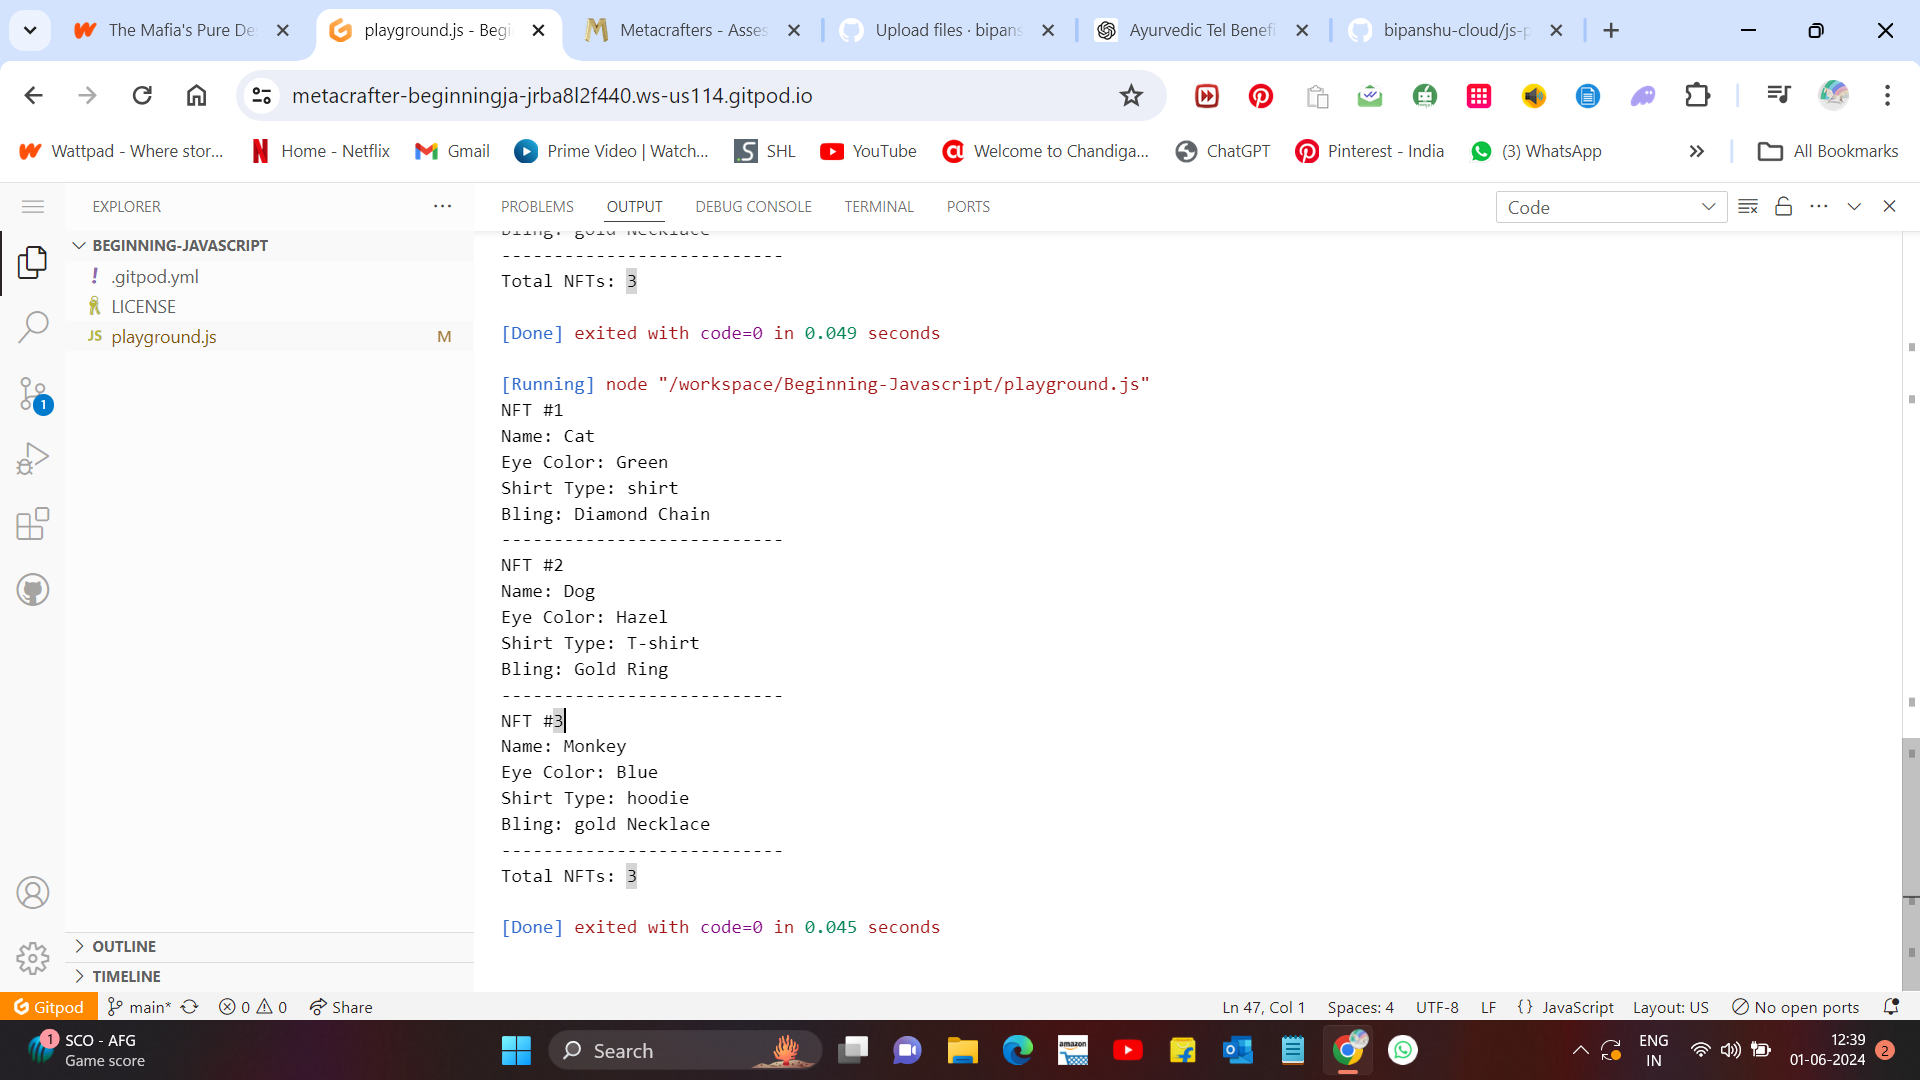 The Mafia's Pure De
playground.js - Begi
Metacrafters - Asses
Upload files · bipans
Ayurvedic Tel Benefi
bipanshu-cloud/js-p
metacrafter-beginningja-jrba8l2f440.ws-us114.gitpod.io
Wattpad - Where stor...
Home - Netflix
Gmail
Prime Video | Watch...
SHL
YouTube
Welcome to Chandiga...
ChatGPT
Pinterest - India
(3) WhatsApp
All Bookmarks
EXPLORER
PROBLEMS
OUTPUT
DEBUG CONSOLE
TERMINAL
PORTS
Code
BEGINNING-JAVASCRIPT
! .gitpod.yml
LICENSE
JS playground.js M
1
Bling: gold Necklace
---------------------------
Total NFTs: 3
[Done] exited with code=0 in 0.049 seconds
[Running] node "/workspace/Beginning-Javascript/playground.js"
NFT #1
Name: Cat
Eye Color: Green
Shirt Type: shirt
Bling: Diamond Chain
---------------------------
NFT #2
Name: Dog
Eye Color: Hazel
Shirt Type: T-shirt
Bling: Gold Ring
---------------------------
NFT #3
Name: Monkey
Eye Color: Blue
Shirt Type: hoodie
Bling: gold Necklace
---------------------------
Total NFTs: 3
[Done] exited with code=0 in 0.045 seconds
OUTLINE
TIMELINE
Gitpod
main*
0
0
Share
Ln 47, Col 1
Spaces: 4
UTF-8
LF
{} JavaScript
Layout: US
No open ports
1
SCO - AFG
Game score
Search
amazon
ENG
IN
12:39
01-06-2024
2